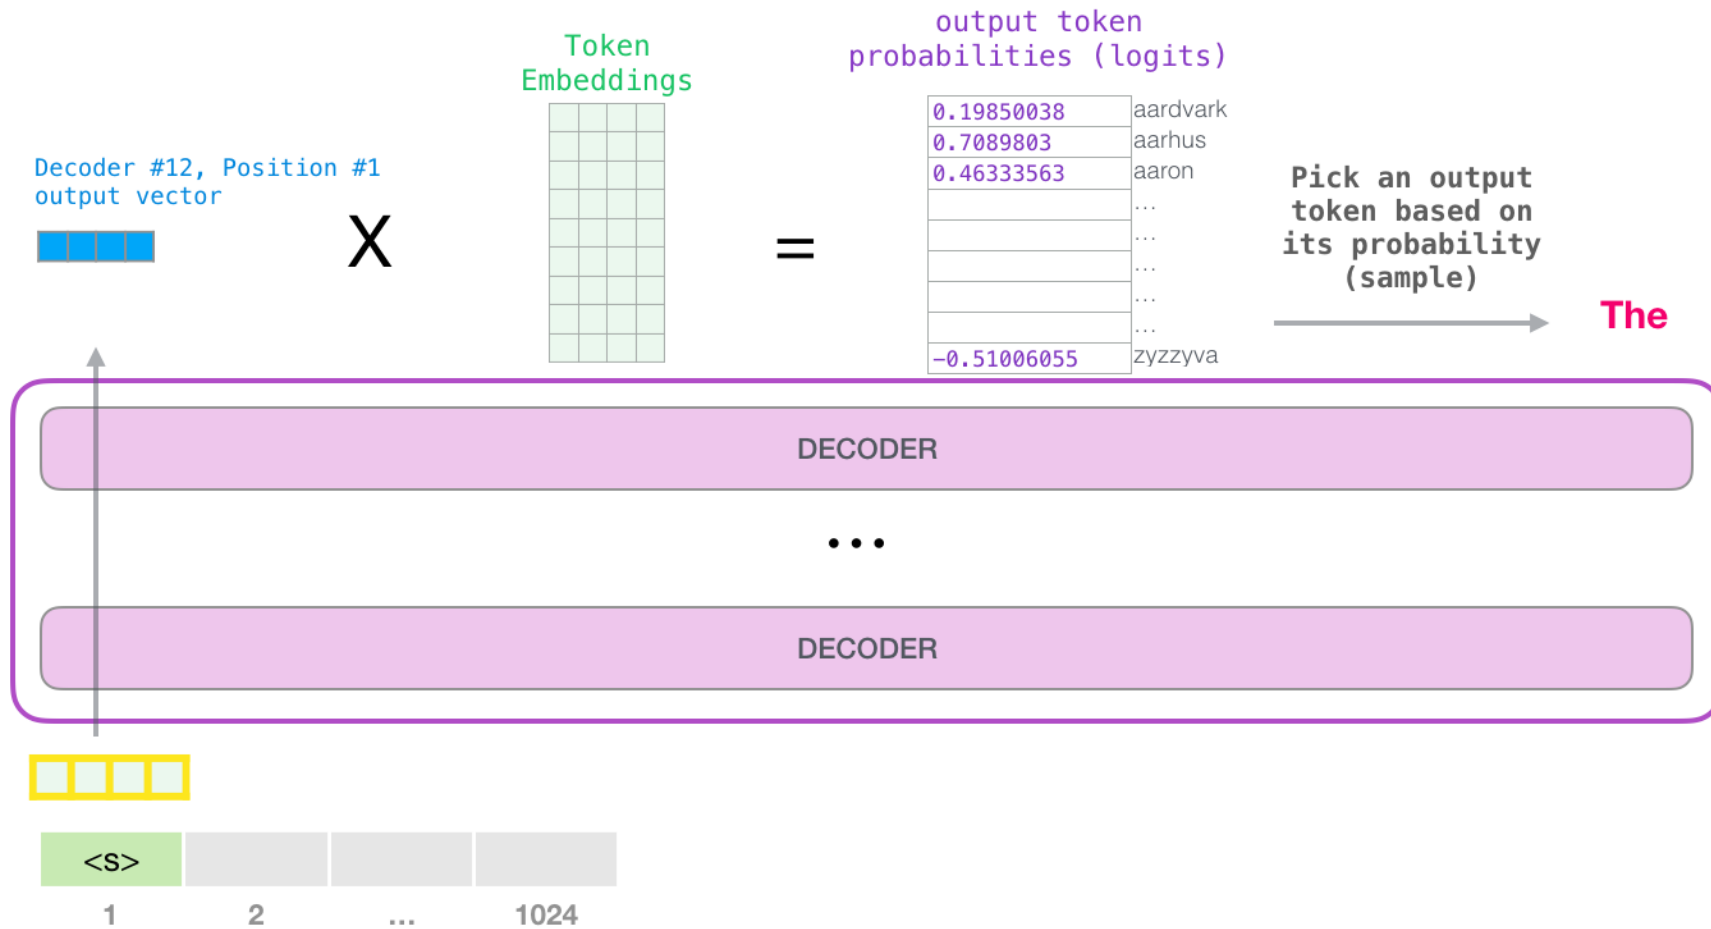 output token
probabilities (logits)
Token
Embeddings
0.19850038 aardvark
0.7089803 aarhus
0.46333563 aaron
...
...
...
...
...
-0.51006055 zyzzyva
Decoder #12, Position #1
output vector
X
=
Pick an output
token based on
its probability
(sample)
The
DECODER
...
DECODER
<s>
1 2 ... 1024